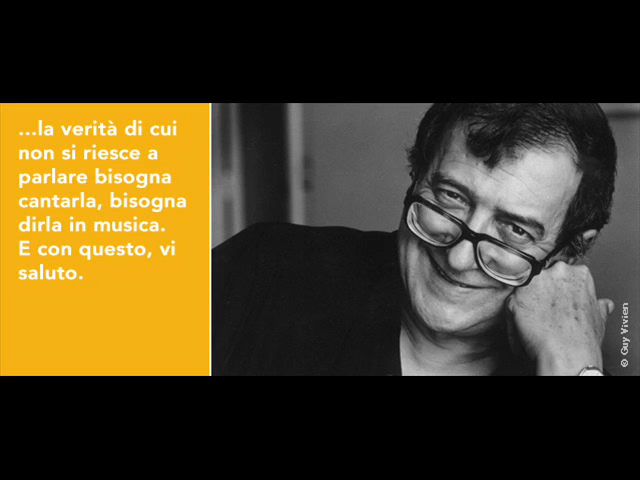 ...la verità di cui
non si riesce a
parlare bisogna
cantarla, bisogna
dirla in musica.
E con questo, vi
saluto.
© Guy Vivien